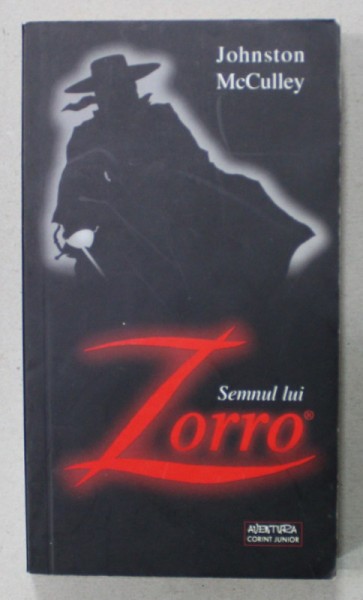 Johnston
McCulley
Semnul lui
Zorro®
AVENTURA
CORINT JUNIOR